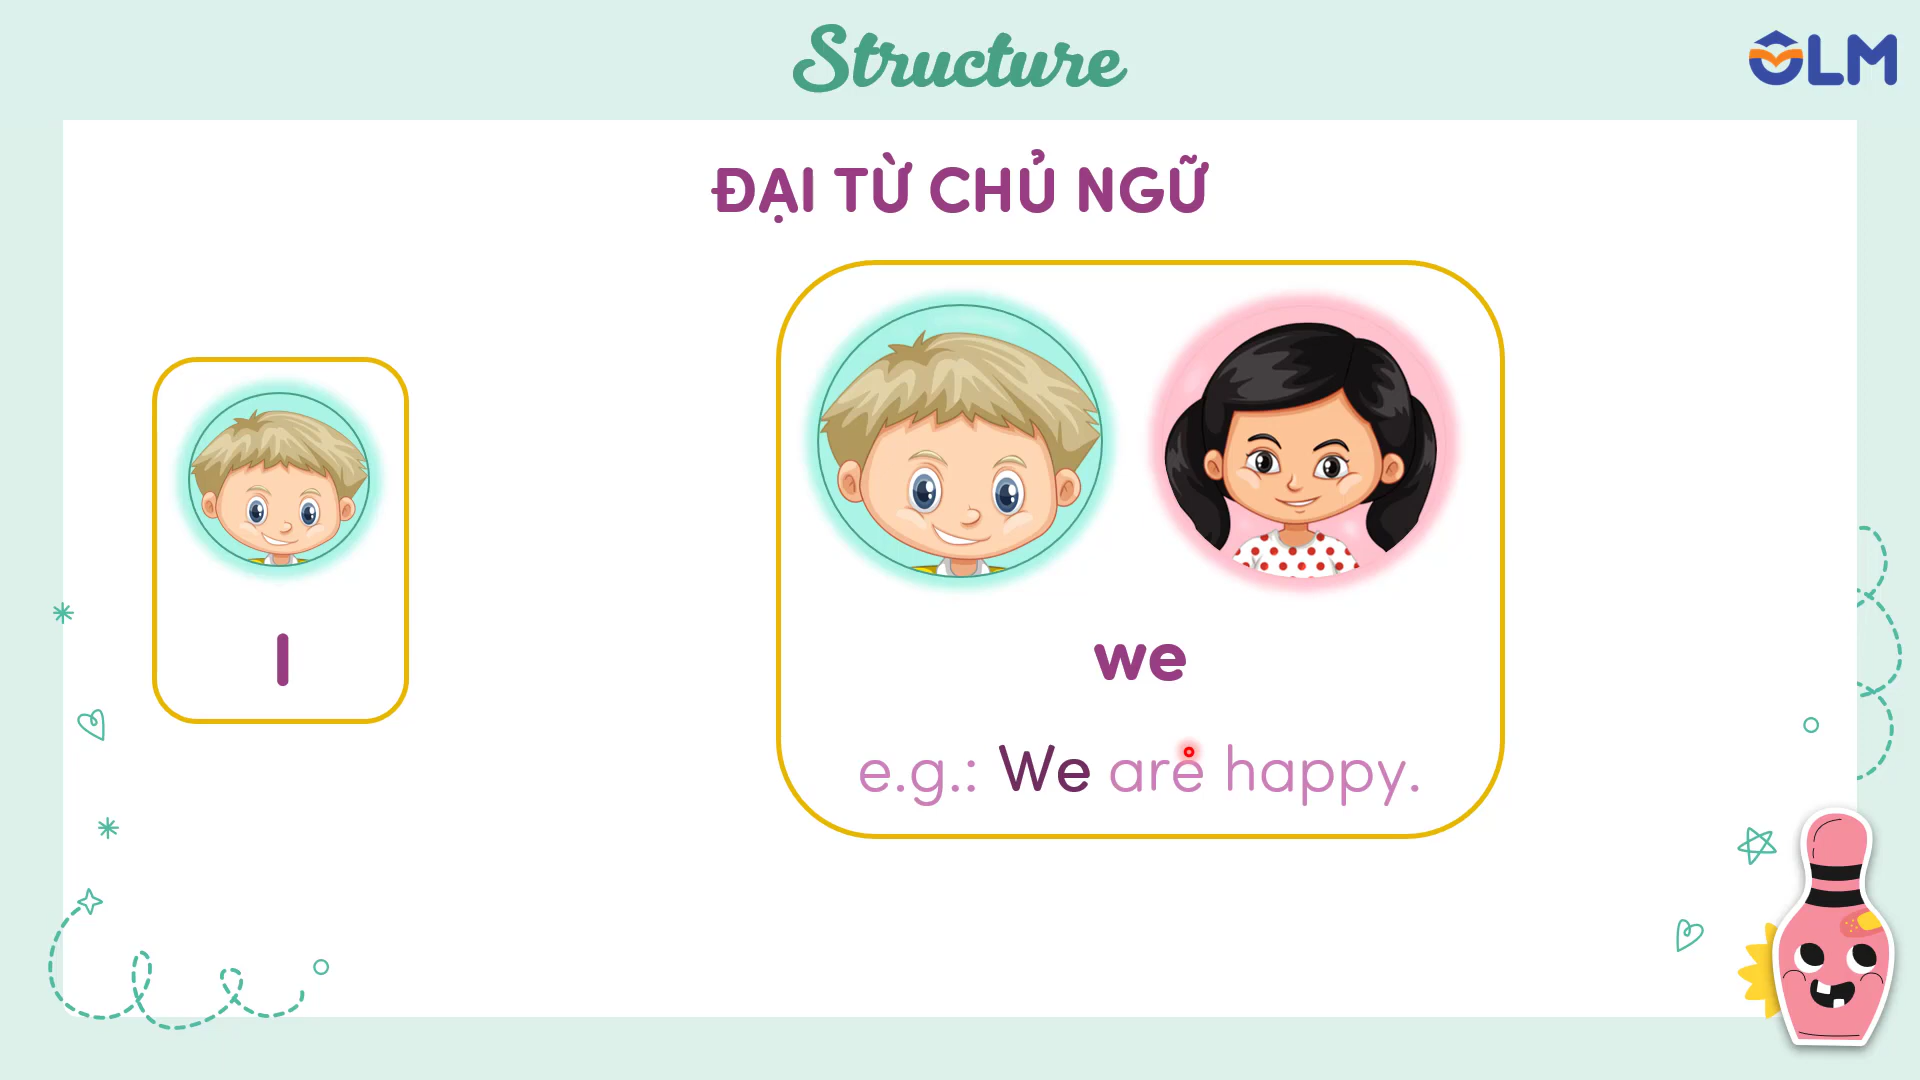 Structure
OLM
ĐẠI TỪ CHỦ NGỮ
I
we
e.g.: We are happy.